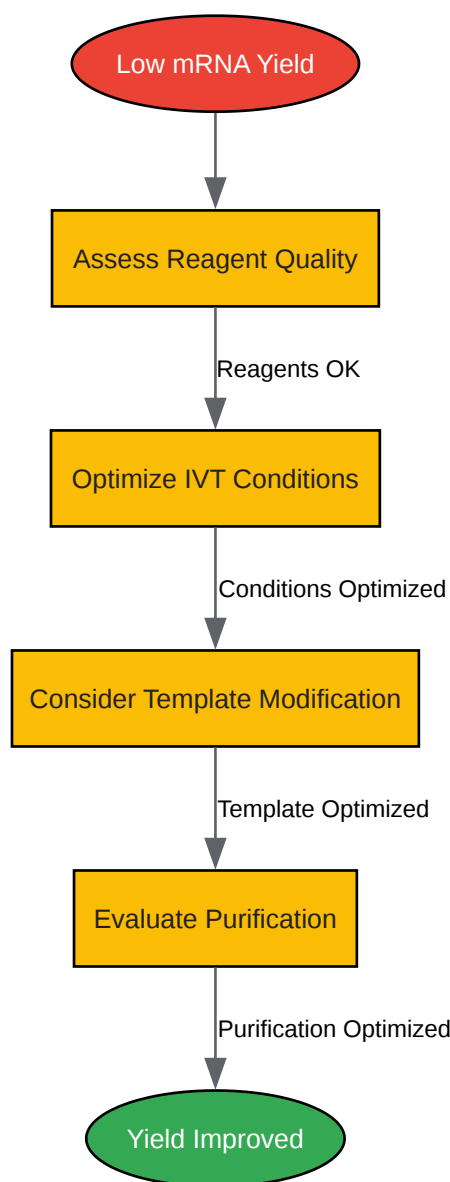 Low mRNA Yield
Assess Reagent Quality
Reagents OK
Optimize IVT Conditions
Conditions Optimized
Consider Template Modification
Template Optimized
Evaluate Purification
Purification Optimized
Yield Improved